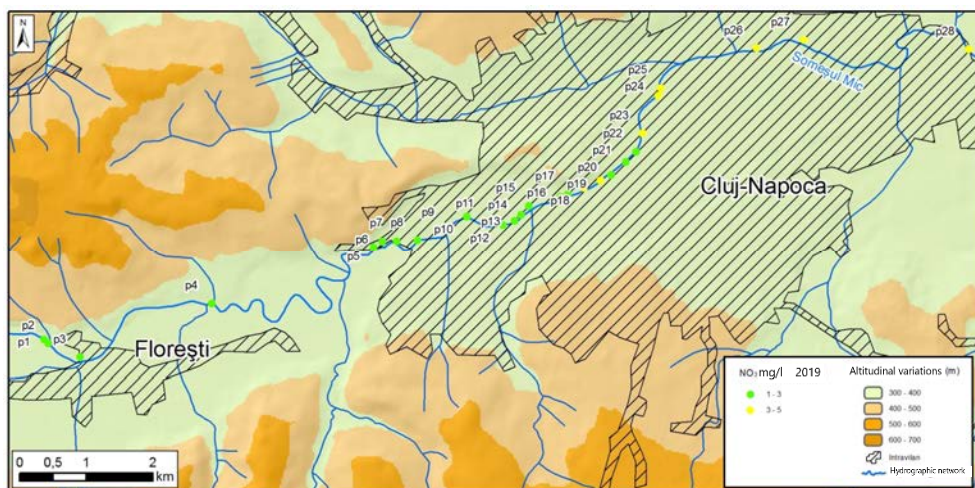 N
p27
p26
p28
Someșul Mic
p25
p24
p23
p22
p21
p20
p19
Cluj-Napoca
p17
p15
p16
p14
p18
p11
p13
p9
p10
p12
p7
p8
p6
p5
p4
p2
p1
p3
Florești
NO₃ mg/l 2019
1 - 3
3 - 5
Altitudinal variations (m)
300 - 400
400 - 500
500 - 600
600 - 700
Intravilan
Hydrographic network
0 0,5 1 2
km